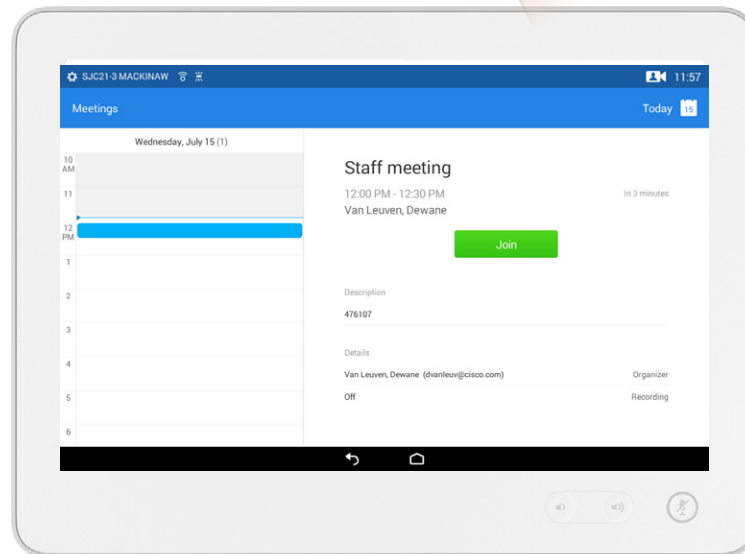 SJC21-3 MACKINAW
11:57
Meetings
Today 15
Wednesday, July 15 (1)
10
AM
11
12
PM
1
2
3
4
5
6
Staff meeting
12:00 PM - 12:30 PM
In 3 minutes
Van Leuven, Dewane
Join
Description
476107
Details
Van Leuven, Dewane (dvanleuv@cisco.com)
Organizer
Off
Recording